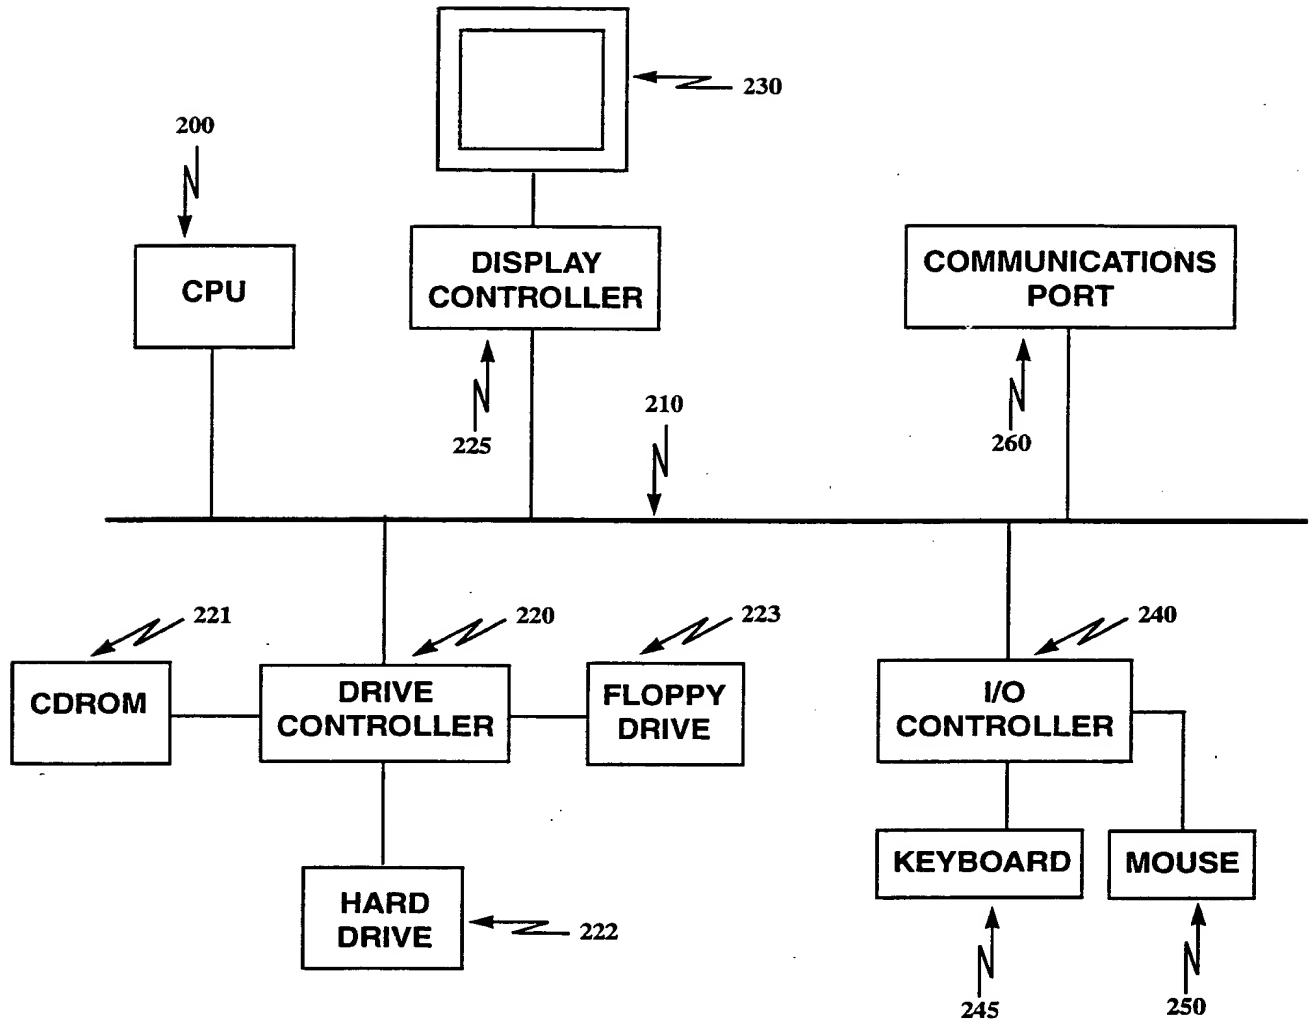 230
200
CPU
DISPLAY
CONTROLLER
COMMUNICATIONS
PORT
225
210
260
221
220
223
240
CDROM
DRIVE
CONTROLLER
FLOPPY
DRIVE
I/O
CONTROLLER
KEYBOARD
MOUSE
HARD
DRIVE
222
245
250